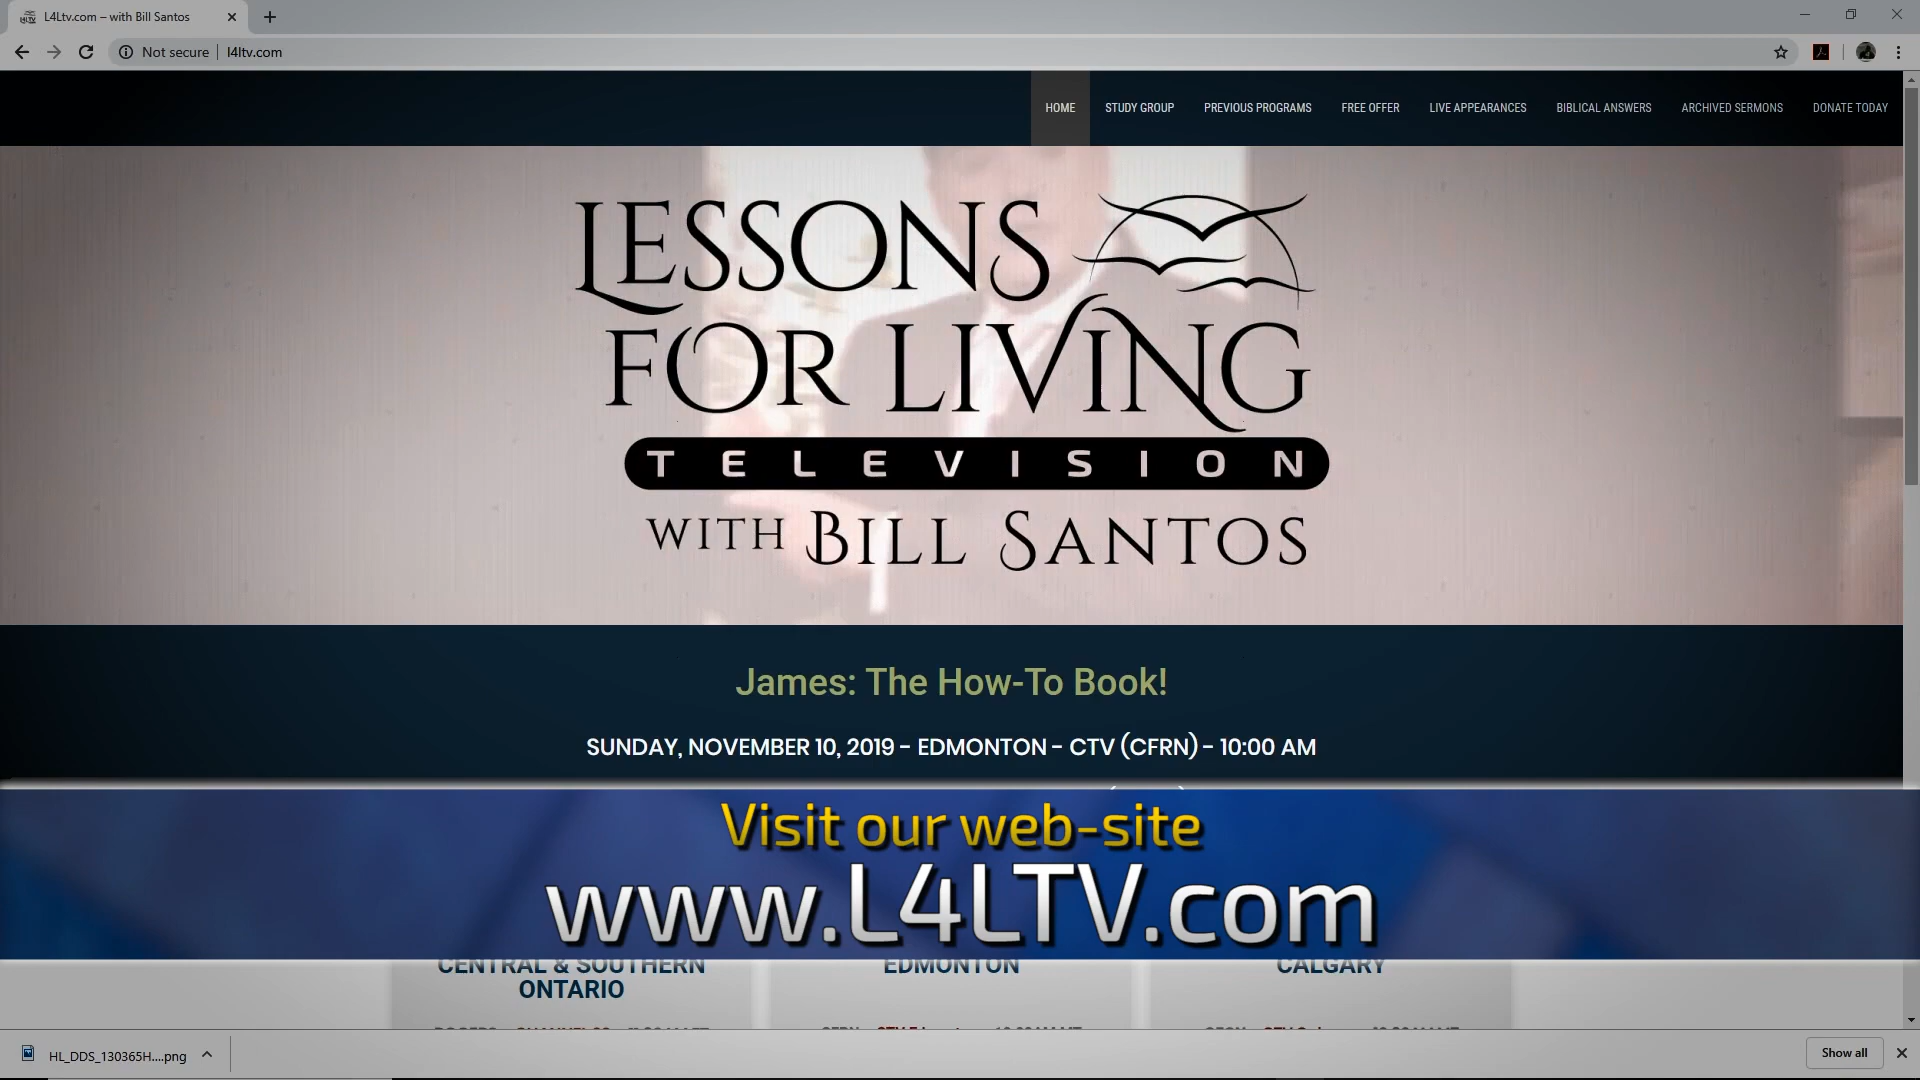 L4Ltv.com – with Bill Santos
Not secure
l4ltv.com
HOME
STUDY GROUP
PREVIOUS PROGRAMS
FREE OFFER
LIVE APPEARANCES
BIBLICAL ANSWERS
ARCHIVED SERMONS
DONATE TODAY
LESSONS
FOR LIVING
TELEVISION
WITH BILL SANTOS
James: The How-To Book!
SUNDAY, NOVEMBER 10, 2019 - EDMONTON - CTV (CFRN) - 10:00 AM
Visit our web-site
www.L4LTV.com
CENTRAL & SOUTHERN
ONTARIO
EDMONTON
CALGARY
HL_DDS_130365H....png
Show all